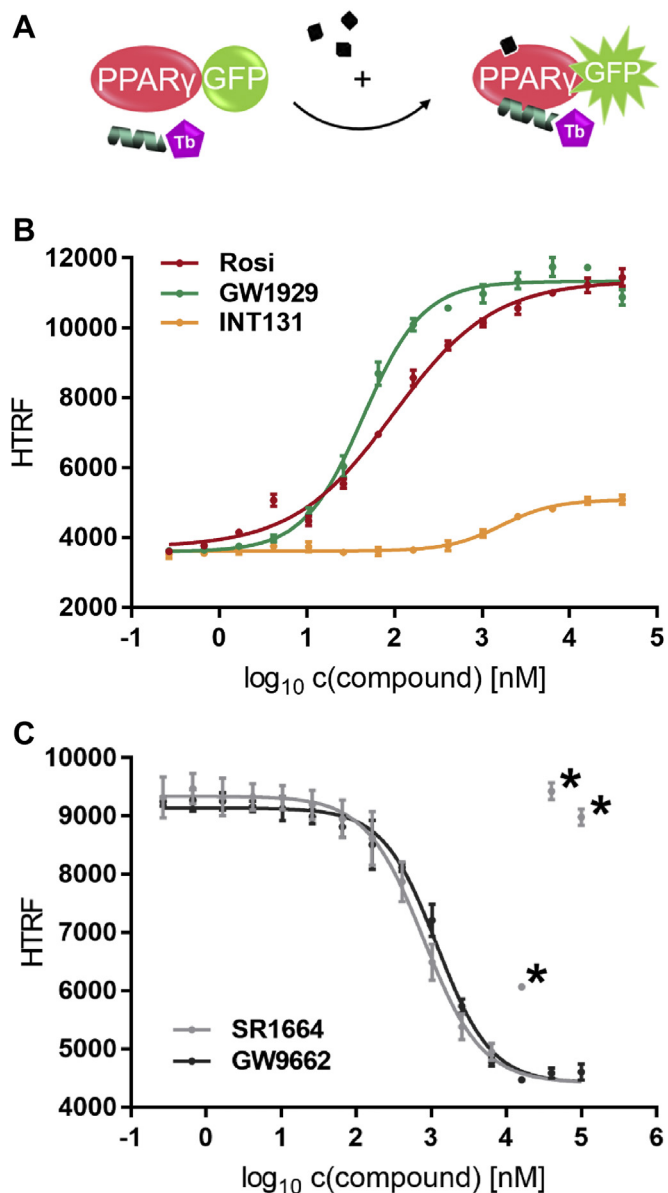 A
PPARγ GFP
Tb
+
PPARγ GFP
Tb
B
12000
10000
8000
6000
4000
2000
HTRF
Rosi
GW1929
INT131
-1 0 1 2 3 4 5
log10 c(compound) [nM]
C
10000
9000
8000
7000
6000
5000
4000
HTRF
*
*
*
SR1664
GW9662
-1 0 1 2 3 4 5 6
log10 c(compound) [nM]